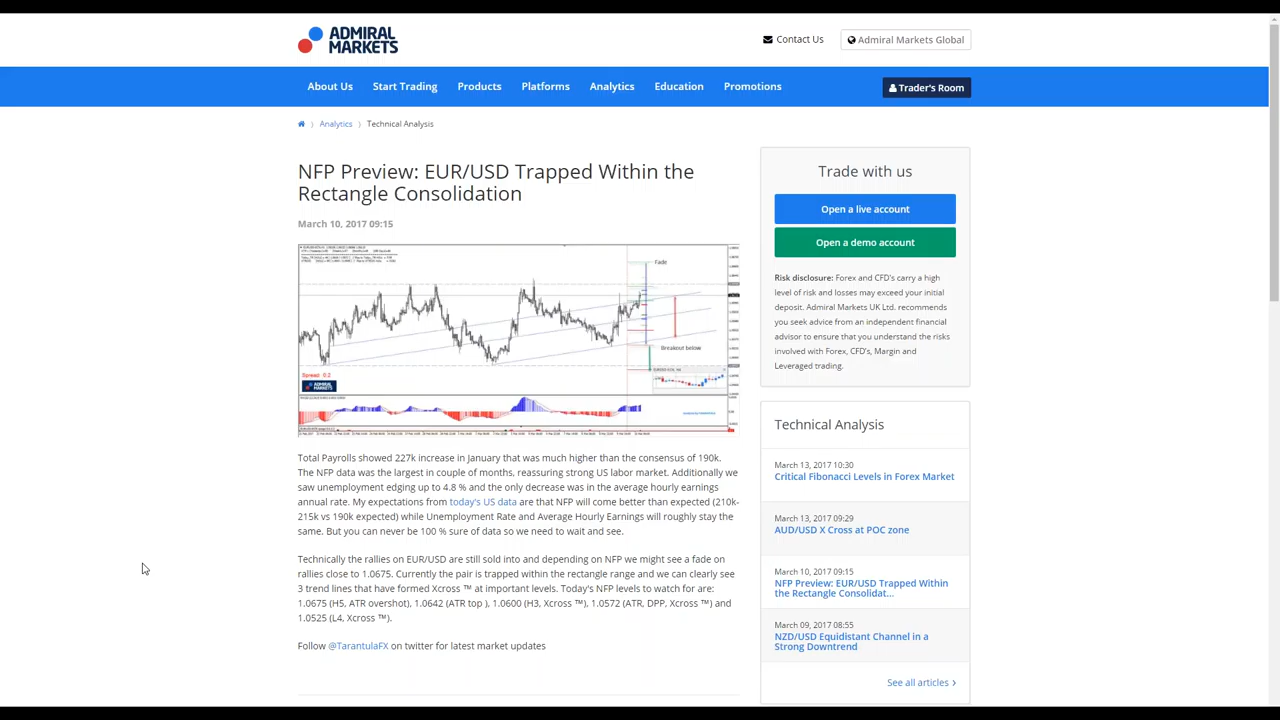 ADMIRAL
MARKETS
Contact Us
Admiral Markets Global
About Us
Start Trading
Products
Platforms
Analytics
Education
Promotions
Trader's Room
Analytics
Technical Analysis
NFP Preview: EUR/USD Trapped Within the
Rectangle Consolidation
March 10, 2017 09:15
Fade
Breakout below
Spread 0.2
ADMIRAL
MARKETS
Total Payrolls showed 227k increase in January that was much higher than the consensus of 190k.
The NFP data was the largest in couple of months, reassuring strong US labor market. Additionally we
saw unemployment edging up to 4.8 % and the only decrease was in the average hourly earnings
annual rate. My expectations from today's US data are that NFP will come better than expected (210k-
215k vs 190k expected) while Unemployment Rate and Average Hourly Earnings will roughly stay the
same. But you can never be 100 % sure of data so we need to wait and see.
Technically the rallies on EUR/USD are still sold into and depending on NFP we might see a fade on
rallies close to 1.0675. Currently the pair is trapped within the rectangle range and we can clearly see
3 trend lines that have formed Xcross ™ at important levels. Today's NFP levels to watch for are:
1.0675 (H5, ATR overshot), 1.0642 (ATR top ), 1.0600 (H3, Xcross ™), 1.0572 (ATR, DPP, Xcross ™) and
1.0525 (L4, Xcross ™).
Follow @TarantulaFX on twitter for latest market updates
Trade with us
Open a live account
Open a demo account
Risk disclosure: Forex and CFD's carry a high
level of risk and losses may exceed your initial
deposit. Admiral Markets UK Ltd. recommends
you seek advice from an independent financial
advisor to ensure that you understand the risks
involved with Forex, CFD's, Margin and
Leveraged trading.
Technical Analysis
March 13, 2017 10:30
Critical Fibonacci Levels in Forex Market
March 13, 2017 09:29
AUD/USD X Cross at POC zone
March 10, 2017 09:15
NFP Preview: EUR/USD Trapped Within
the Rectangle Consolidat...
March 09, 2017 08:55
NZD/USD Equidistant Channel in a
Strong Downtrend
See all articles